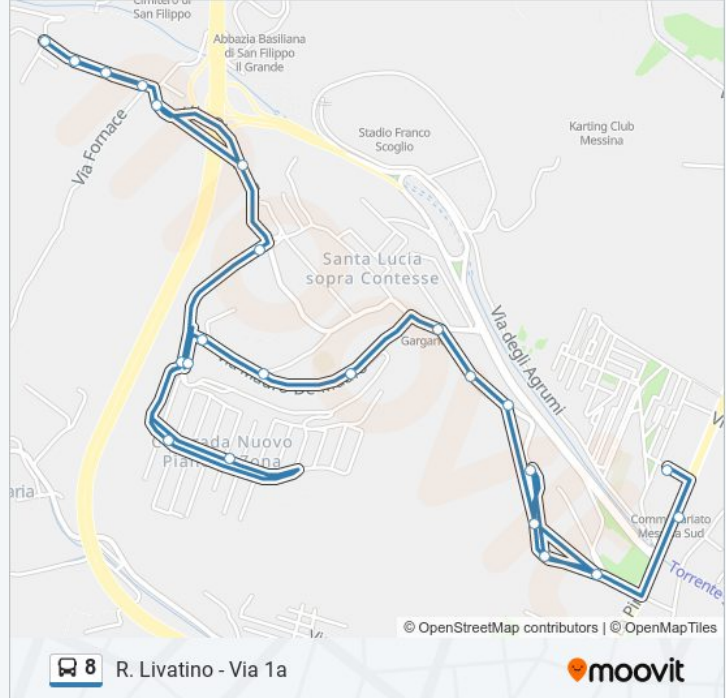 Cimitero di
San Filippo
Abbazia Basiliana
di San Filippo
Il Grande
Via Fornace
Stadio Franco
Scoglio
Karting Club
Messina
Santa Lucia
sopra Contesse
Via degli Agrumi
Gargan
Contrada Nuovo
Piano Zona
aria
Commissariato
Messina Sud
Torrente
© OpenStreetMap contributors | © OpenMapTiles
8 R. Livatino - Via 1a
moovit